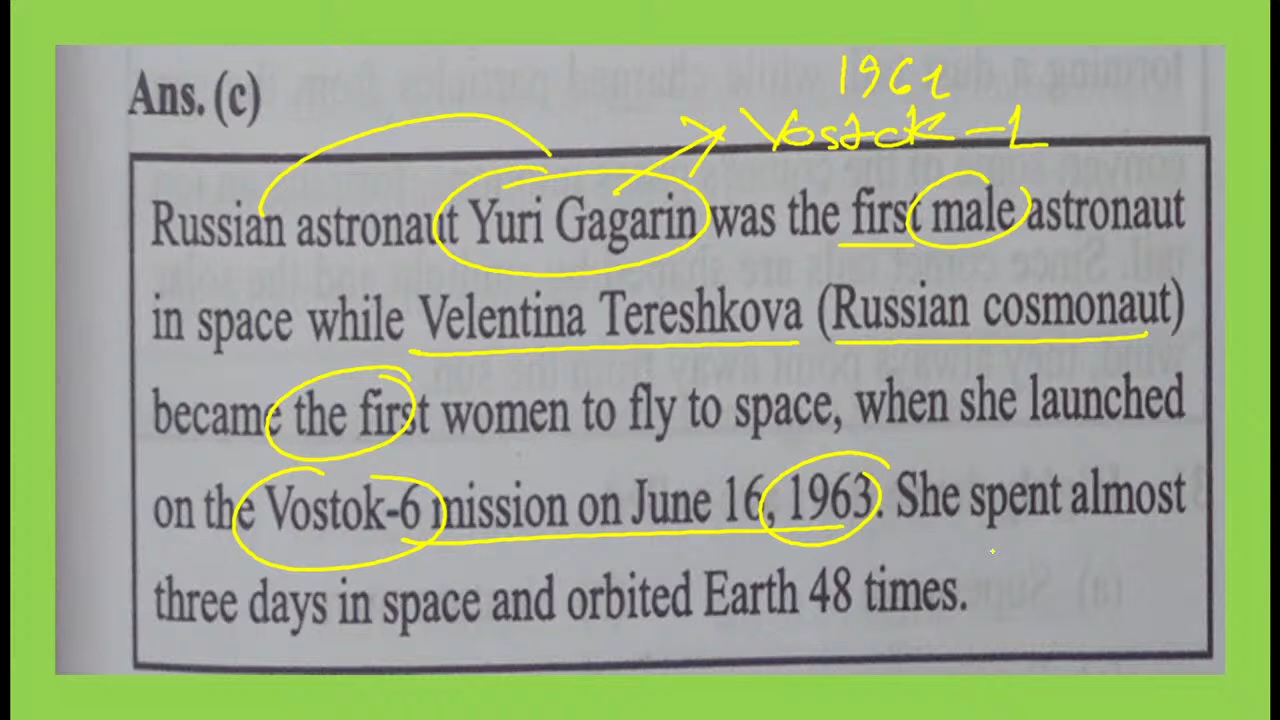 Ans. (c)
1961
Vostock-1
Russian astronaut Yuri Gagarin was the first male astronaut
in space while Velentina Tereshkova (Russian cosmonaut)
became the first women to fly to space, when she launched
on the Vostok-6 mission on June 16, 1963. She spent almost
three days in space and orbited Earth 48 times.